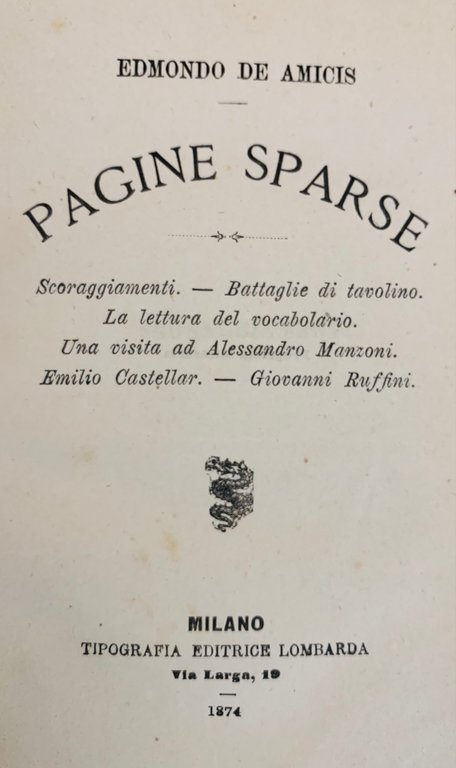 EDMONDO DE AMICIS
PAGINE SPARSE
Scoraggiamenti. — Battaglie di tavolino.
La lettura del vocabolario.
Una visita ad Alessandro Manzoni.
Emilio Castellar. — Giovanni Ruffini.
MILANO
TIPOGRAFIA EDITRICE LOMBARDA
Via Larga, 19
1874